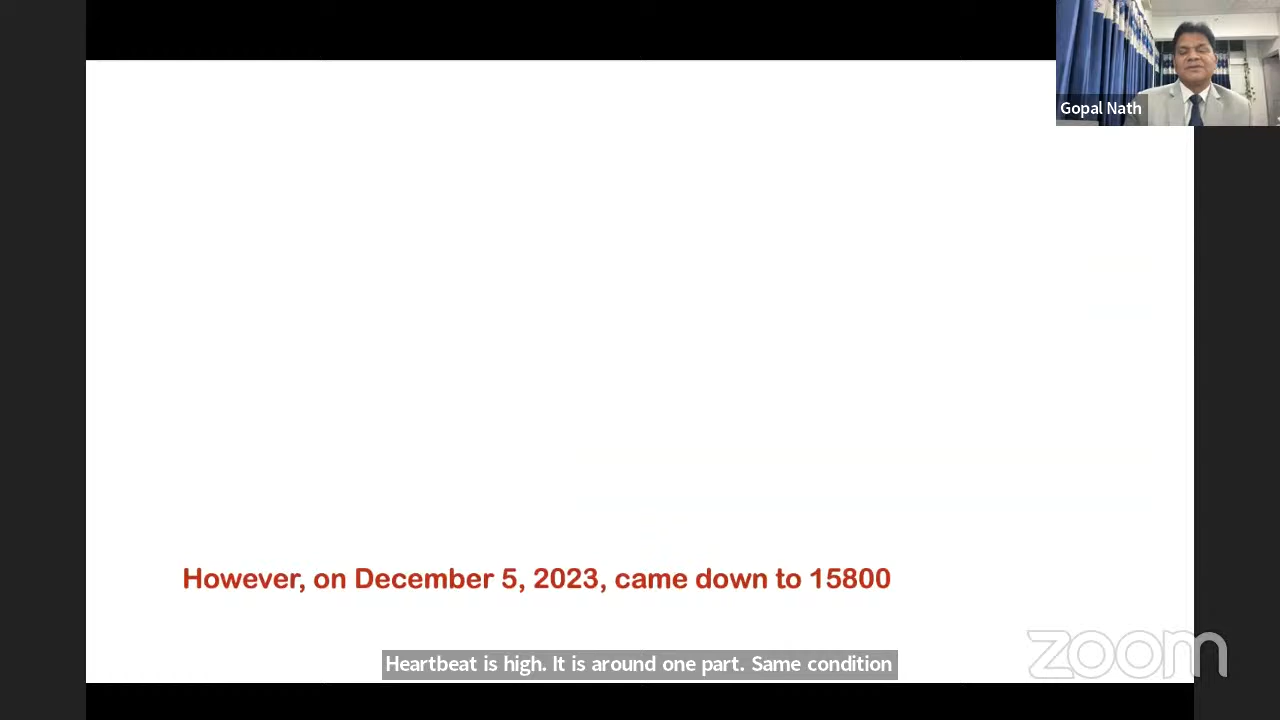 Gopal Nath
However, on December 5, 2023, came down to 15800
Heartbeat is high. It is around one part. Same condition
zoom